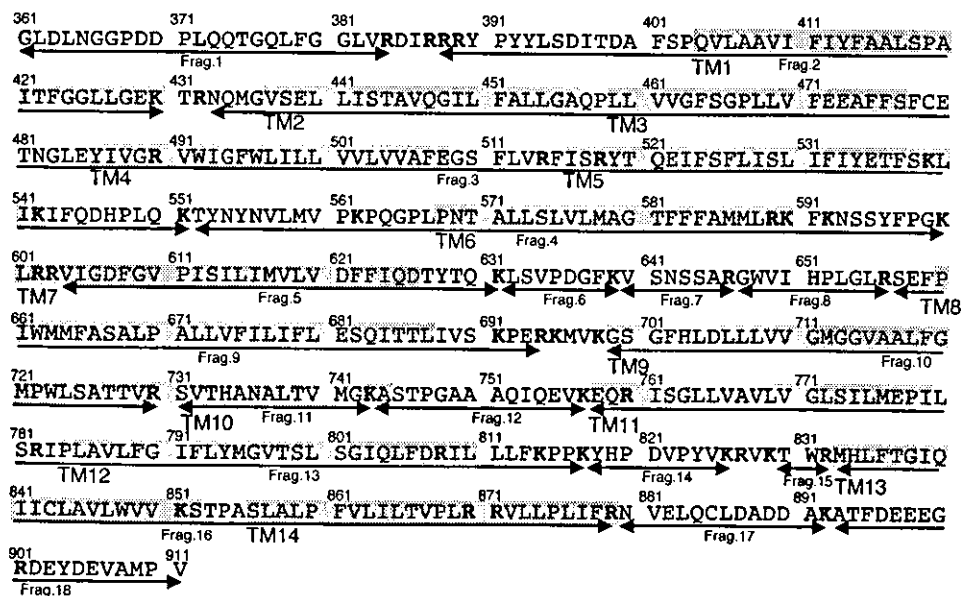 361 371 381 391 401 411
GLDLNGGPDD PLQQTGQLFG GLVRDIRRRY PYYLSDITDA FSPQVLAAVI FIYFAALSPA
Frag.1 TM1 Frag.2
421 431 441 451 461 471
ITFGGLLGEK TRNQMGVSEL LISTAVQGIL FALLGAQPLL VVGFSGPLLV FEEAFFSFCE
TM2 TM3
481 491 501 511 521 531
TNGLEYIVGR VWIGFWLILL VVLVVAFEGS FLVRFISRYT QEIFSFLISL IFIYETFSKL
TM4 Frag.3 TM5
541 551 561 571 581 591
IKIFQDHPLQ KTYNYNVLMV PKPQGPLPNT ALLSLVLMAG TFFFAMMLRK FKNSSYFPGK
TM6 Frag.4
601 611 621 631 641 651
LRRVIGDFGVP ISILIMVLV DFFIQDTYTQ KLSVPDGFKV SNSSARGWVI HPLGLRSEFP
TM7 Frag.5 Frag.6 Frag.7 Frag.8 TM8
661 671 681 691 701 711
IWMMFASALP ALLVFILIFL ESQITTLIVS KPERKMVKGS GFHLDLLLVV GMGGVAALFG
Frag.9 TM9 Frag.10
721 731 741 751 761 771
MPWLSATTVR SVTHANALTV MGKASTPGAA AQIQEVKEQR ISGLLVAVLV GLSILMEPIL
TM10 Frag.11 Frag.12 TM11
781 791 801 811 821 831
SRIPLAVLFG IFLYMGVTSL SGIQLFDRIL LLFKPPKYHP DVPYVKRVKT WRMHLFTGIQ
TM12 Frag.13 Frag.14 Frag.15 TM13
841 851 861 871 881 891
IICLAVLWVV KSTPASLALP FVLILTVPLR RVLLPLIFRN VELQCLDADD AKATFDEEEG
Frag.16 TM14 Frag.17
901 911
RDEYDEVAMP V
Frag.18